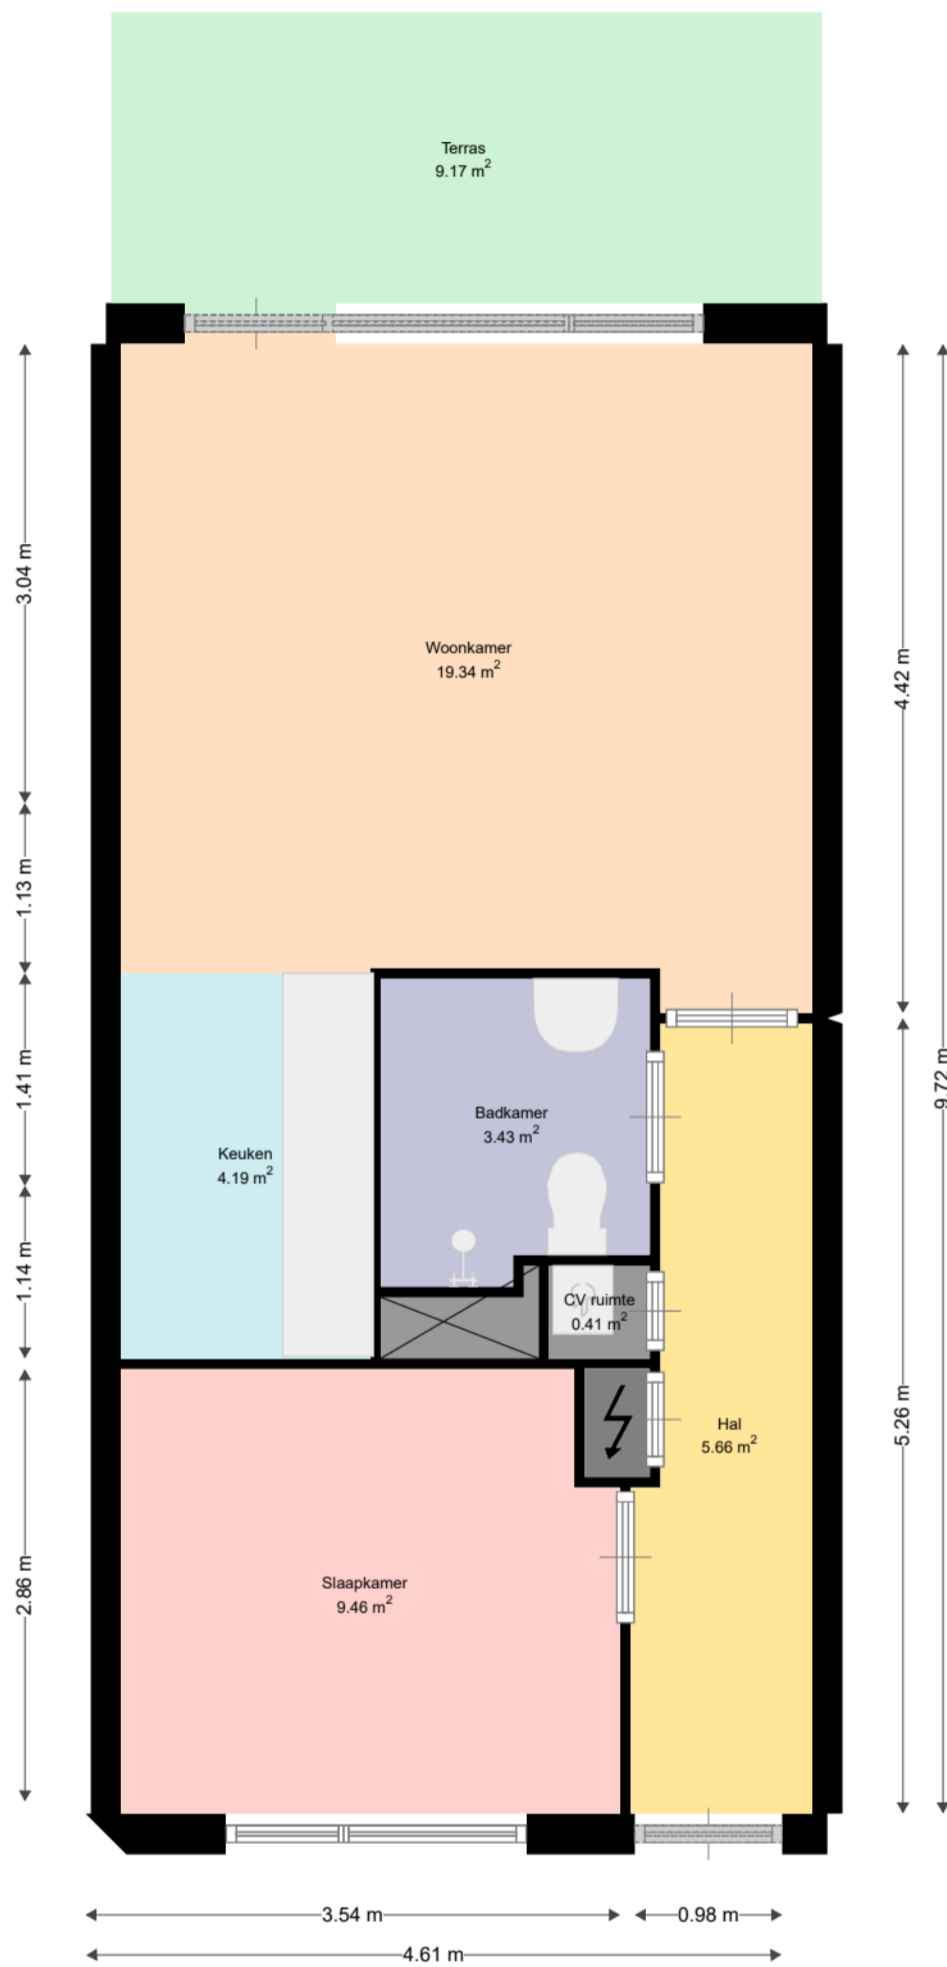 Terras
9.17 m²
3.04 m
Woonkamer
19.34 m²
4.42 m
1.13 m
1.41 m
9.72 m
Badkamer
3.43 m²
Keuken
4.19 m²
1.14 m
CV ruimte
0.41 m²
5.26 m
Hal
5.66 m²
2.86 m
Slaapkamer
9.46 m²
3.54 m
0.98 m
4.61 m